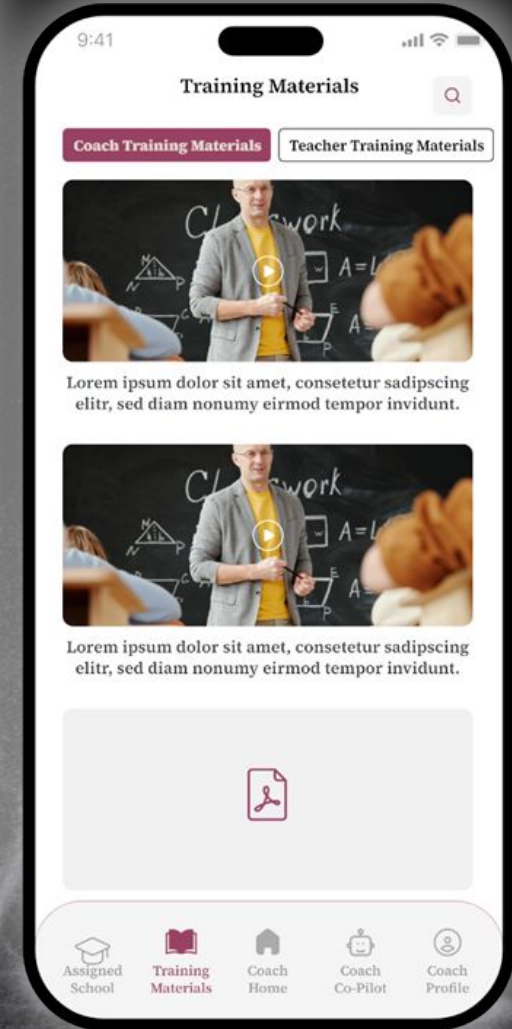 9:41
Training Materials
Coach Training Materials
Teacher Training Materials
A=L
Lorem ipsum dolor sit amet, consetetur sadipscing
elitr, sed diam nonumy eirmod tempor invidunt.
A=L
Lorem ipsum dolor sit amet, consetetur sadipscing
elitr, sed diam nonumy eirmod tempor invidunt.
Assigned
School
Training
Materials
Coach
Home
Coach
Co-Pilot
Coach
Profile